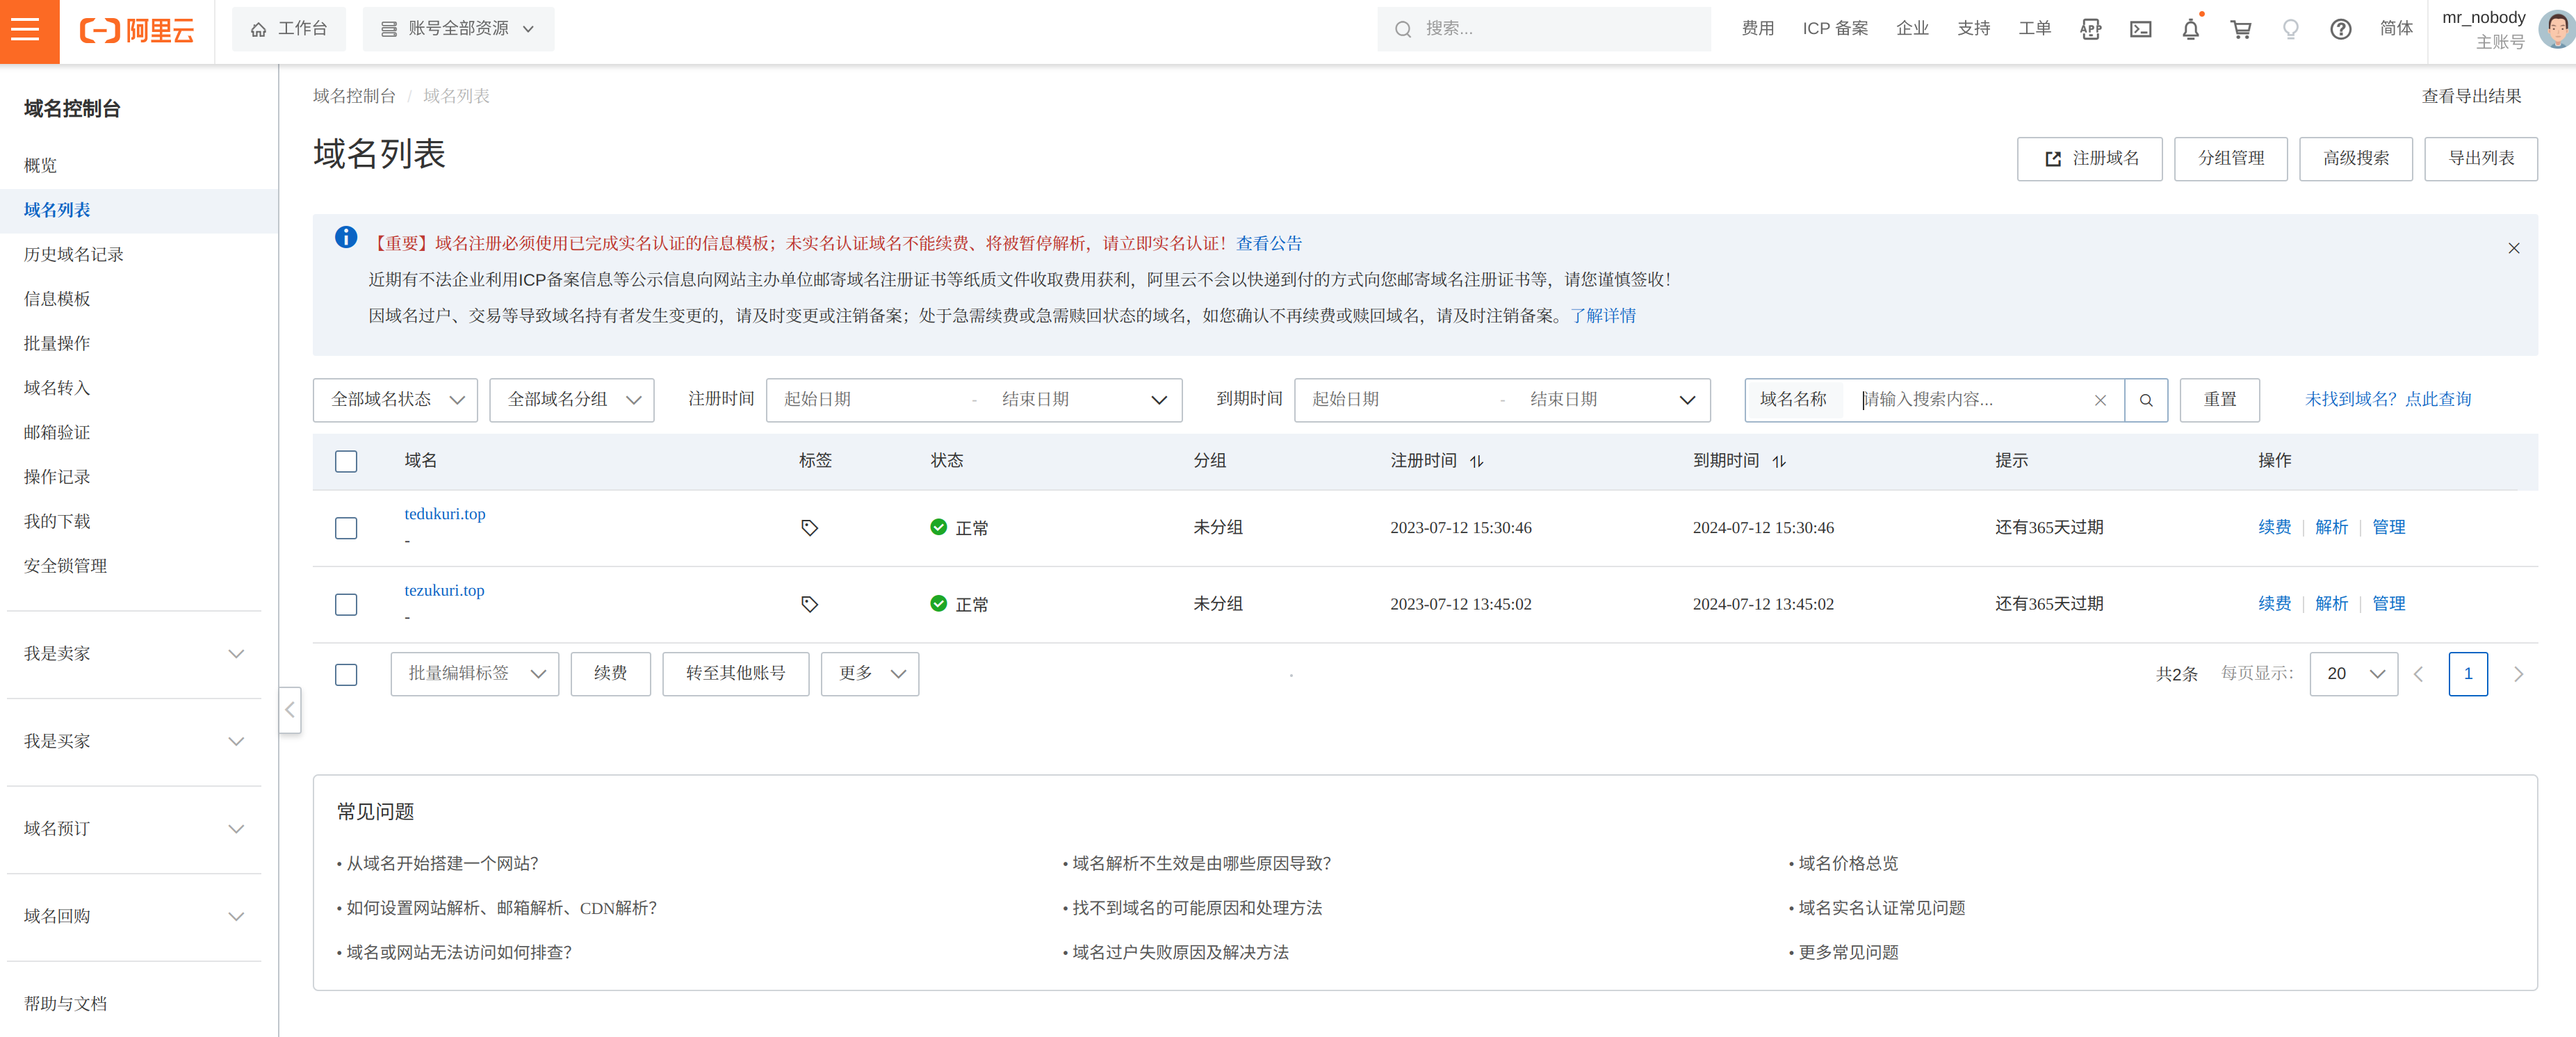 阿里云
工作台
账号全部资源
搜索...
费用
ICP 备案
企业
支持
工单
APP
简体
mr_nobody
主账号
域名控制台
概览
域名列表
历史域名记录
信息模板
批量操作
域名转入
邮箱验证
操作记录
我的下载
安全锁管理
我是卖家
我是买家
域名预订
域名回购
帮助与文档
域名控制台 / 域名列表
查看导出结果
域名列表
注册域名
分组管理
高级搜索
导出列表
【重要】域名注册必须使用已完成实名认证的信息模板；未实名认证域名不能续费、将被暂停解析，请立即实名认证！查看公告
近期有不法企业利用ICP备案信息等公示信息向网站主办单位邮寄域名注册证书等纸质文件收取费用获利，阿里云不会以快递到付的方式向您邮寄域名注册证书等，请您谨慎签收！
因域名过户、交易等导致域名持有者发生变更的，请及时变更或注销备案；处于急需续费或急需赎回状态的域名，如您确认不再续费或赎回域名，请及时注销备案。了解详情
全部域名状态
全部域名分组
注册时间
起始日期 - 结束日期
到期时间
起始日期 - 结束日期
域名名称
请输入搜索内容...
重置
未找到域名？点此查询
域名 标签 状态 分组 注册时间 到期时间 提示 操作
tedukuri.top
-
正常 未分组 2023-07-12 15:30:46 2024-07-12 15:30:46 还有365天过期 续费 | 解析 | 管理
tezukuri.top
-
正常 未分组 2023-07-12 13:45:02 2024-07-12 13:45:02 还有365天过期 续费 | 解析 | 管理
批量编辑标签
续费
转至其他账号
更多
共2条
每页显示：
20
1
常见问题
• 从域名开始搭建一个网站？
• 域名解析不生效是由哪些原因导致？
• 域名价格总览
• 如何设置网站解析、邮箱解析、CDN解析？
• 找不到域名的可能原因和处理方法
• 域名实名认证常见问题
• 域名或网站无法访问如何排查？
• 域名过户失败原因及解决方法
• 更多常见问题